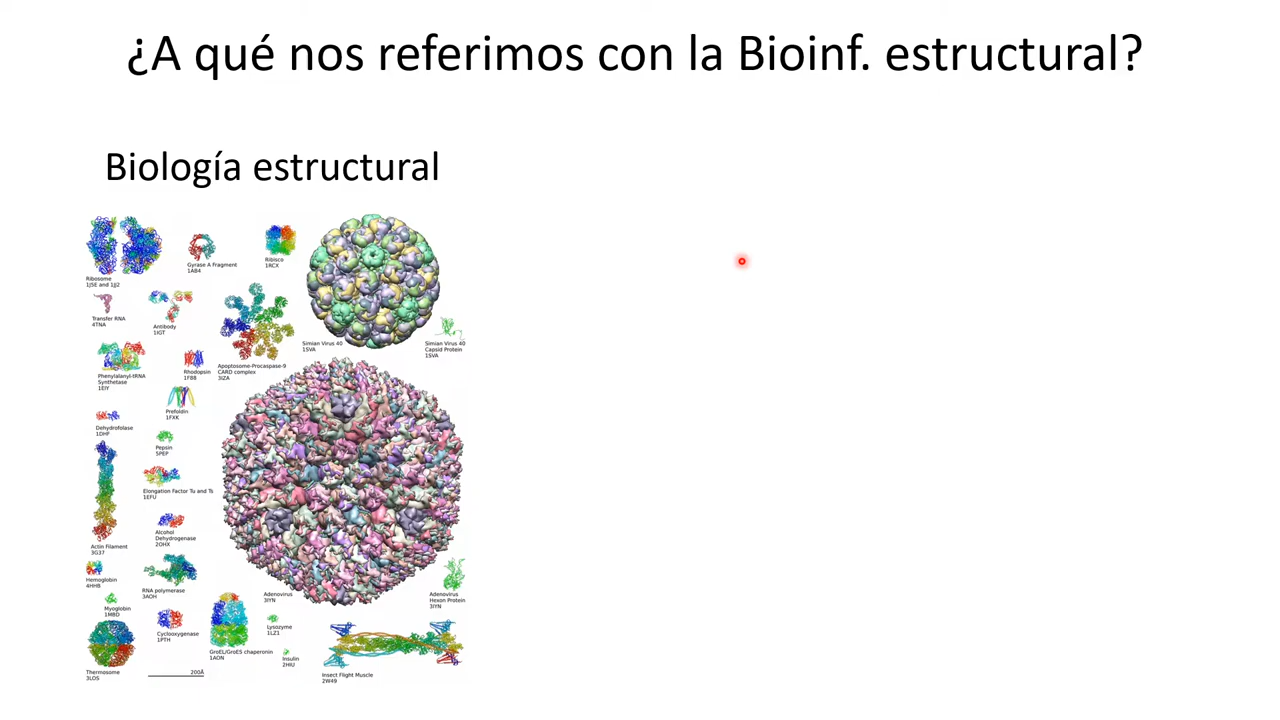 ¿A qué nos referimos con la Bioinf. estructural?
Biología estructural
Ribosome
1JSE and 1JJ2
Gyrase A Fragment
1AB4
Ribisco
1RCX
Transfer RNA
4TNA
Antibody
1IGT
Apoptosome-Procaspase-9
CARD complex
3IZA
Simian Virus 40
1SVA
Simian Virus 40
Capsid Protein
1SVA
Phenylalanyl-tRNA
Synthetase
1EIY
Rhodopsin
1FBB
Prefoldin
1FXK
Dehydrofolase
1DHF
Pepsin
5PEP
Elongation Factor Tu and Ts
1EFU
Actin Filament
3G37
Alcohol
Dehydrogenase
2OHX
Hemoglobin
4HHB
RNA polymerase
3AOH
Adenovirus
3IYN
Adenovirus
Hexon Protein
3IYN
Myoglobin
1MBD
Cyclooxygenase
1PTH
GroEL/GroES chaperonin
1AON
Lysozyme
1LZ1
Insulin
2HIU
Insect Flight Muscle
2W49
Thermosome
3LOS
200Å